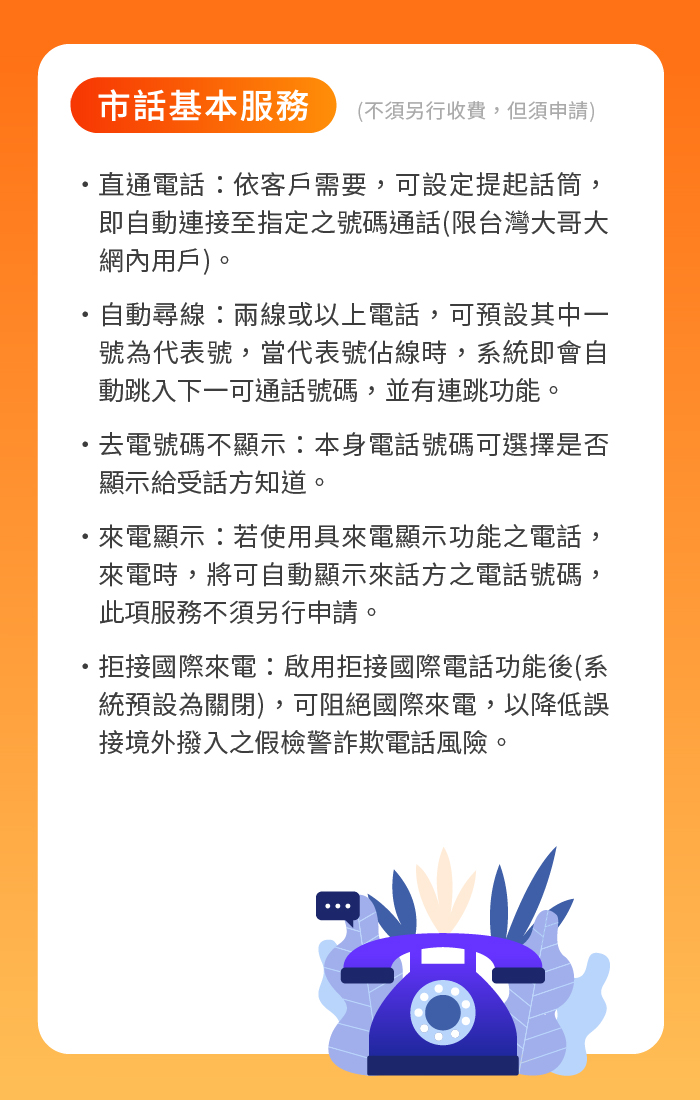 市話基本服務 (不須另行收費，但須申請)
・直通電話：依客戶需要，可設定提起話筒，
即自動連接至指定之號碼通話(限台灣大哥大
網內用戶)。
・自動尋線：兩線或以上電話，可預設其中一
號為代表號，當代表號佔線時，系統即會自
動跳入下一可通話號碼，並有連跳功能。
・去電號碼不顯示：本身電話號碼可選擇是否
顯示給受話方知道。
・來電顯示：若使用具來電顯示功能之電話，
來電時，將可自動顯示來話方之電話號碼，
此項服務不須另行申請。
・拒接國際來電：啟用拒接國際電話功能後(系
統預設為關閉)，可阻絕國際來電，以降低誤
接境外撥入之假檢警詐欺電話風險。